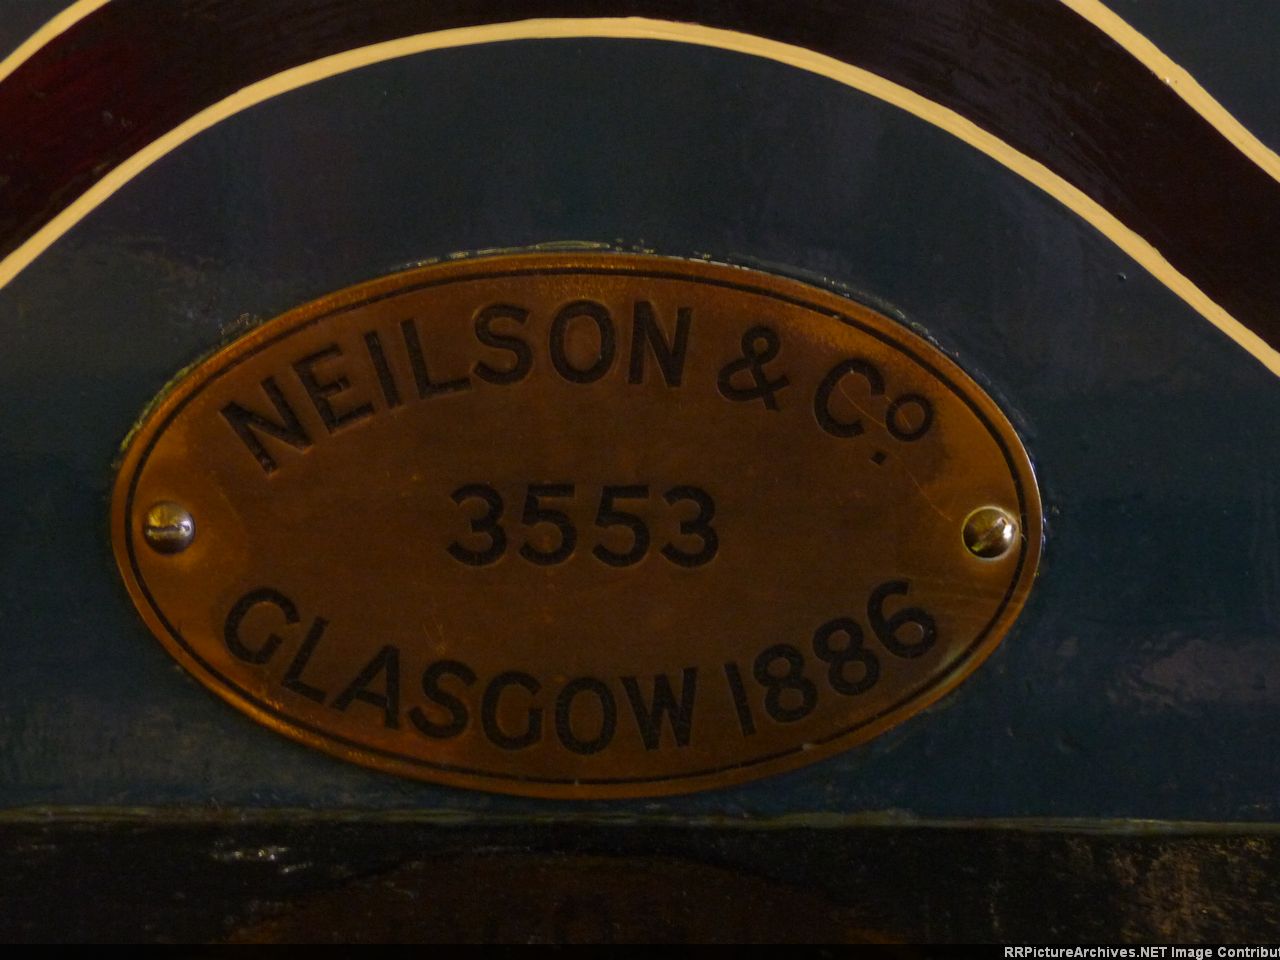 NEILSON & Cº.
3553
GLASGOW 1886
RRPictureArchives.NET Image Contribut